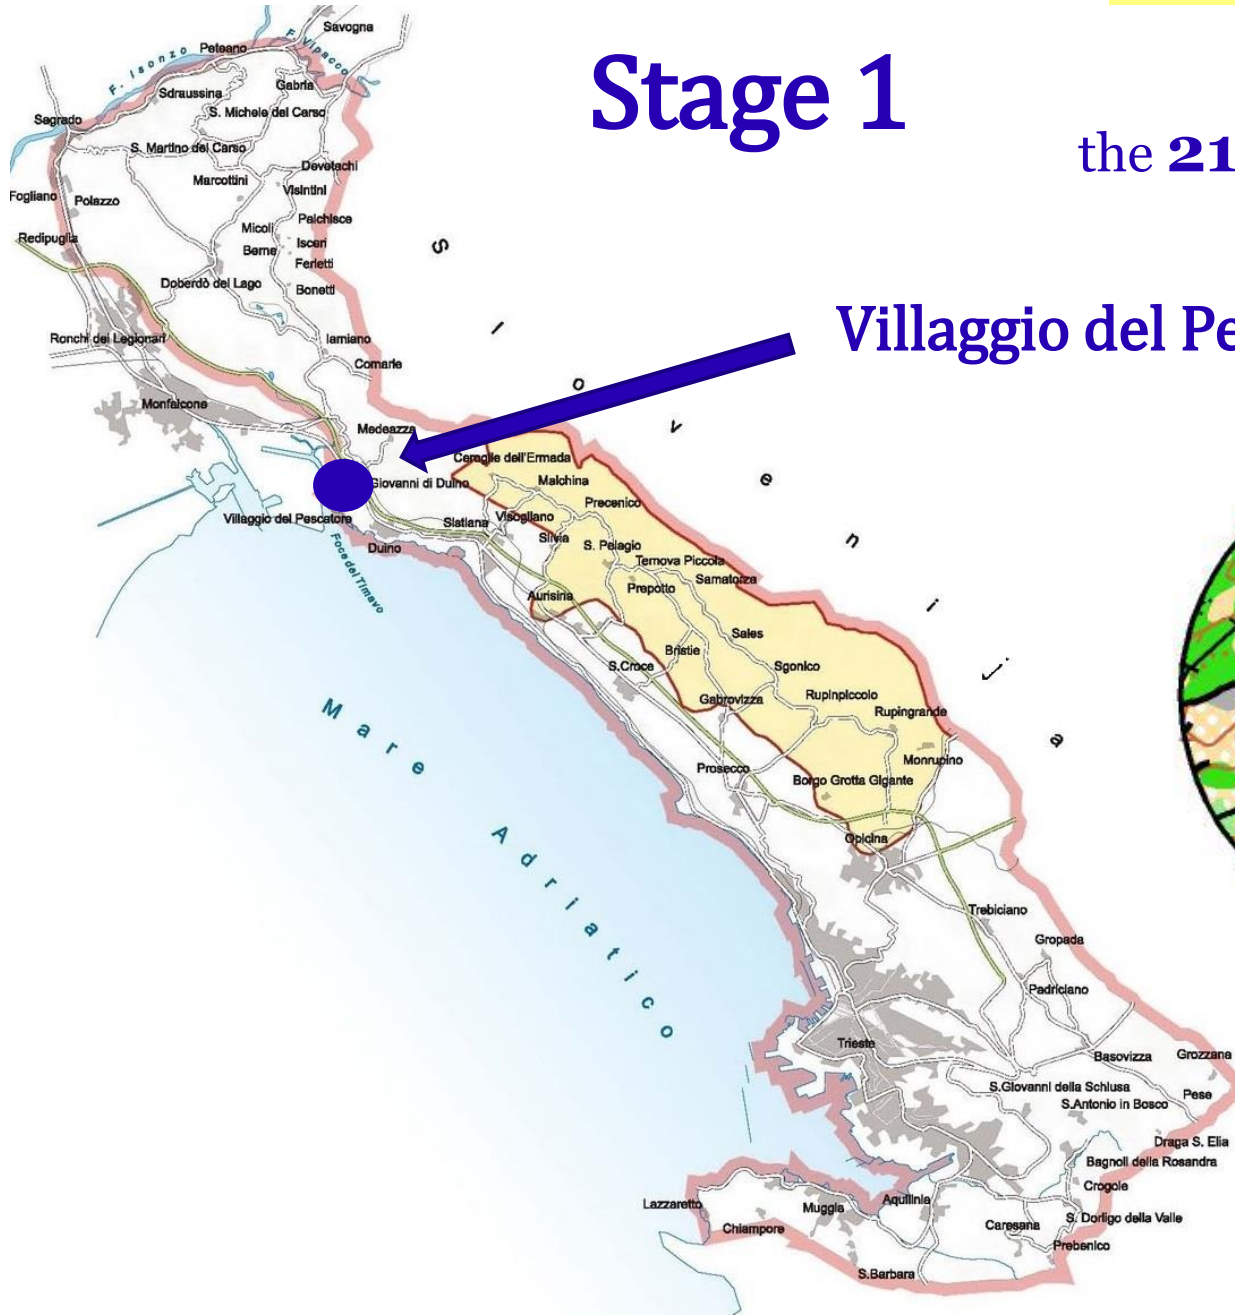 Stage 1
the 21
Villaggio del Pe
Savogna
F. Vipacco
Peteano
F. Isonzo
Gabria
Sdraussina
S. Michele del Carso
Sagrado
S. Martino del Carso
Devetachi
Marcottini
Visintini
Fogliano
Polazzo
Palchisce
Micoli
Isceri
Redipuglia
Berne
Ferletti
Doberdò del Lago
Bonetti
Ronchi dei Legionari
Iamiano
Comarie
Monfalcone
Medeazza
Slovenija
Ceroglie dell'Ermada
Giovanni di Duino
Malchina
Precenico
Villaggio del Pescatore
Visogliano
Sistiana
Slivia
S. Pelagio
Duino
Foce del Timavo
Ternova Piccola
Samatorza
Prepotto
Aurisina
Sales
Bristie
S.Croce
Sgonico
Gabrovizza
Rupinpiccolo
Rupingrande
Mare Adriatico
Monrupino
Prosecco
Borgo Grotta Gigante
Opicina
Trebiciano
Gropada
Padriciano
Trieste
Basovizza
Grozzana
S.Giovanni della Schiusa
Pese
S.Antonio in Bosco
Draga S. Elia
Bagnoli della Rosandra
Crogole
Aquilinia
Lazzaretto
Muggia
S. Dorligo della Valle
Chiampore
Caresana
Prebenico
S.Barbara